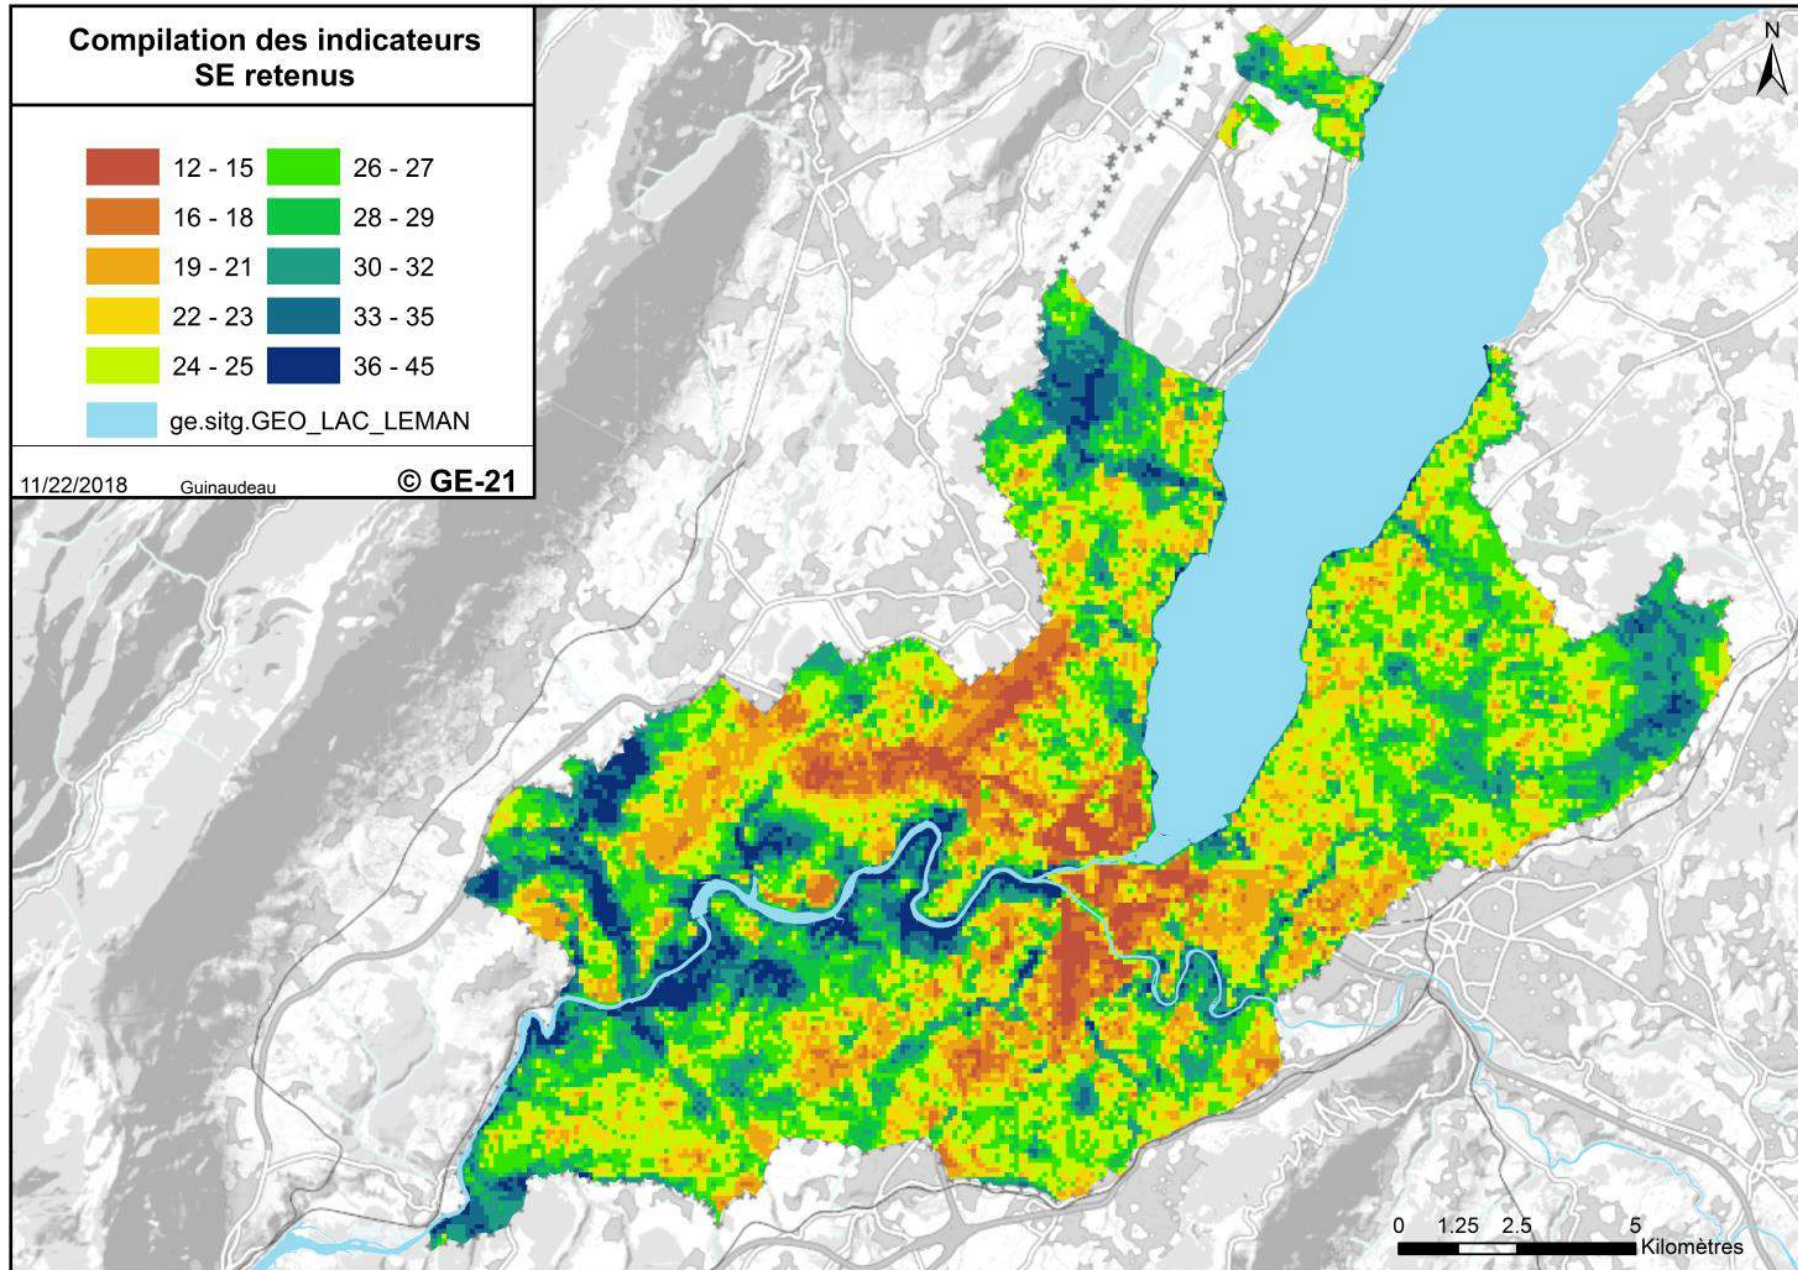 Compilation des indicateurs
SE retenus
12 - 15
26 - 27
16 - 18
28 - 29
19 - 21
30 - 32
22 - 23
33 - 35
24 - 25
36 - 45
ge.sitg.GEO_LAC_LEMAN
11/22/2018 Guinaudeau © GE-21
N
0 1.25 2.5 5
Kilomètres